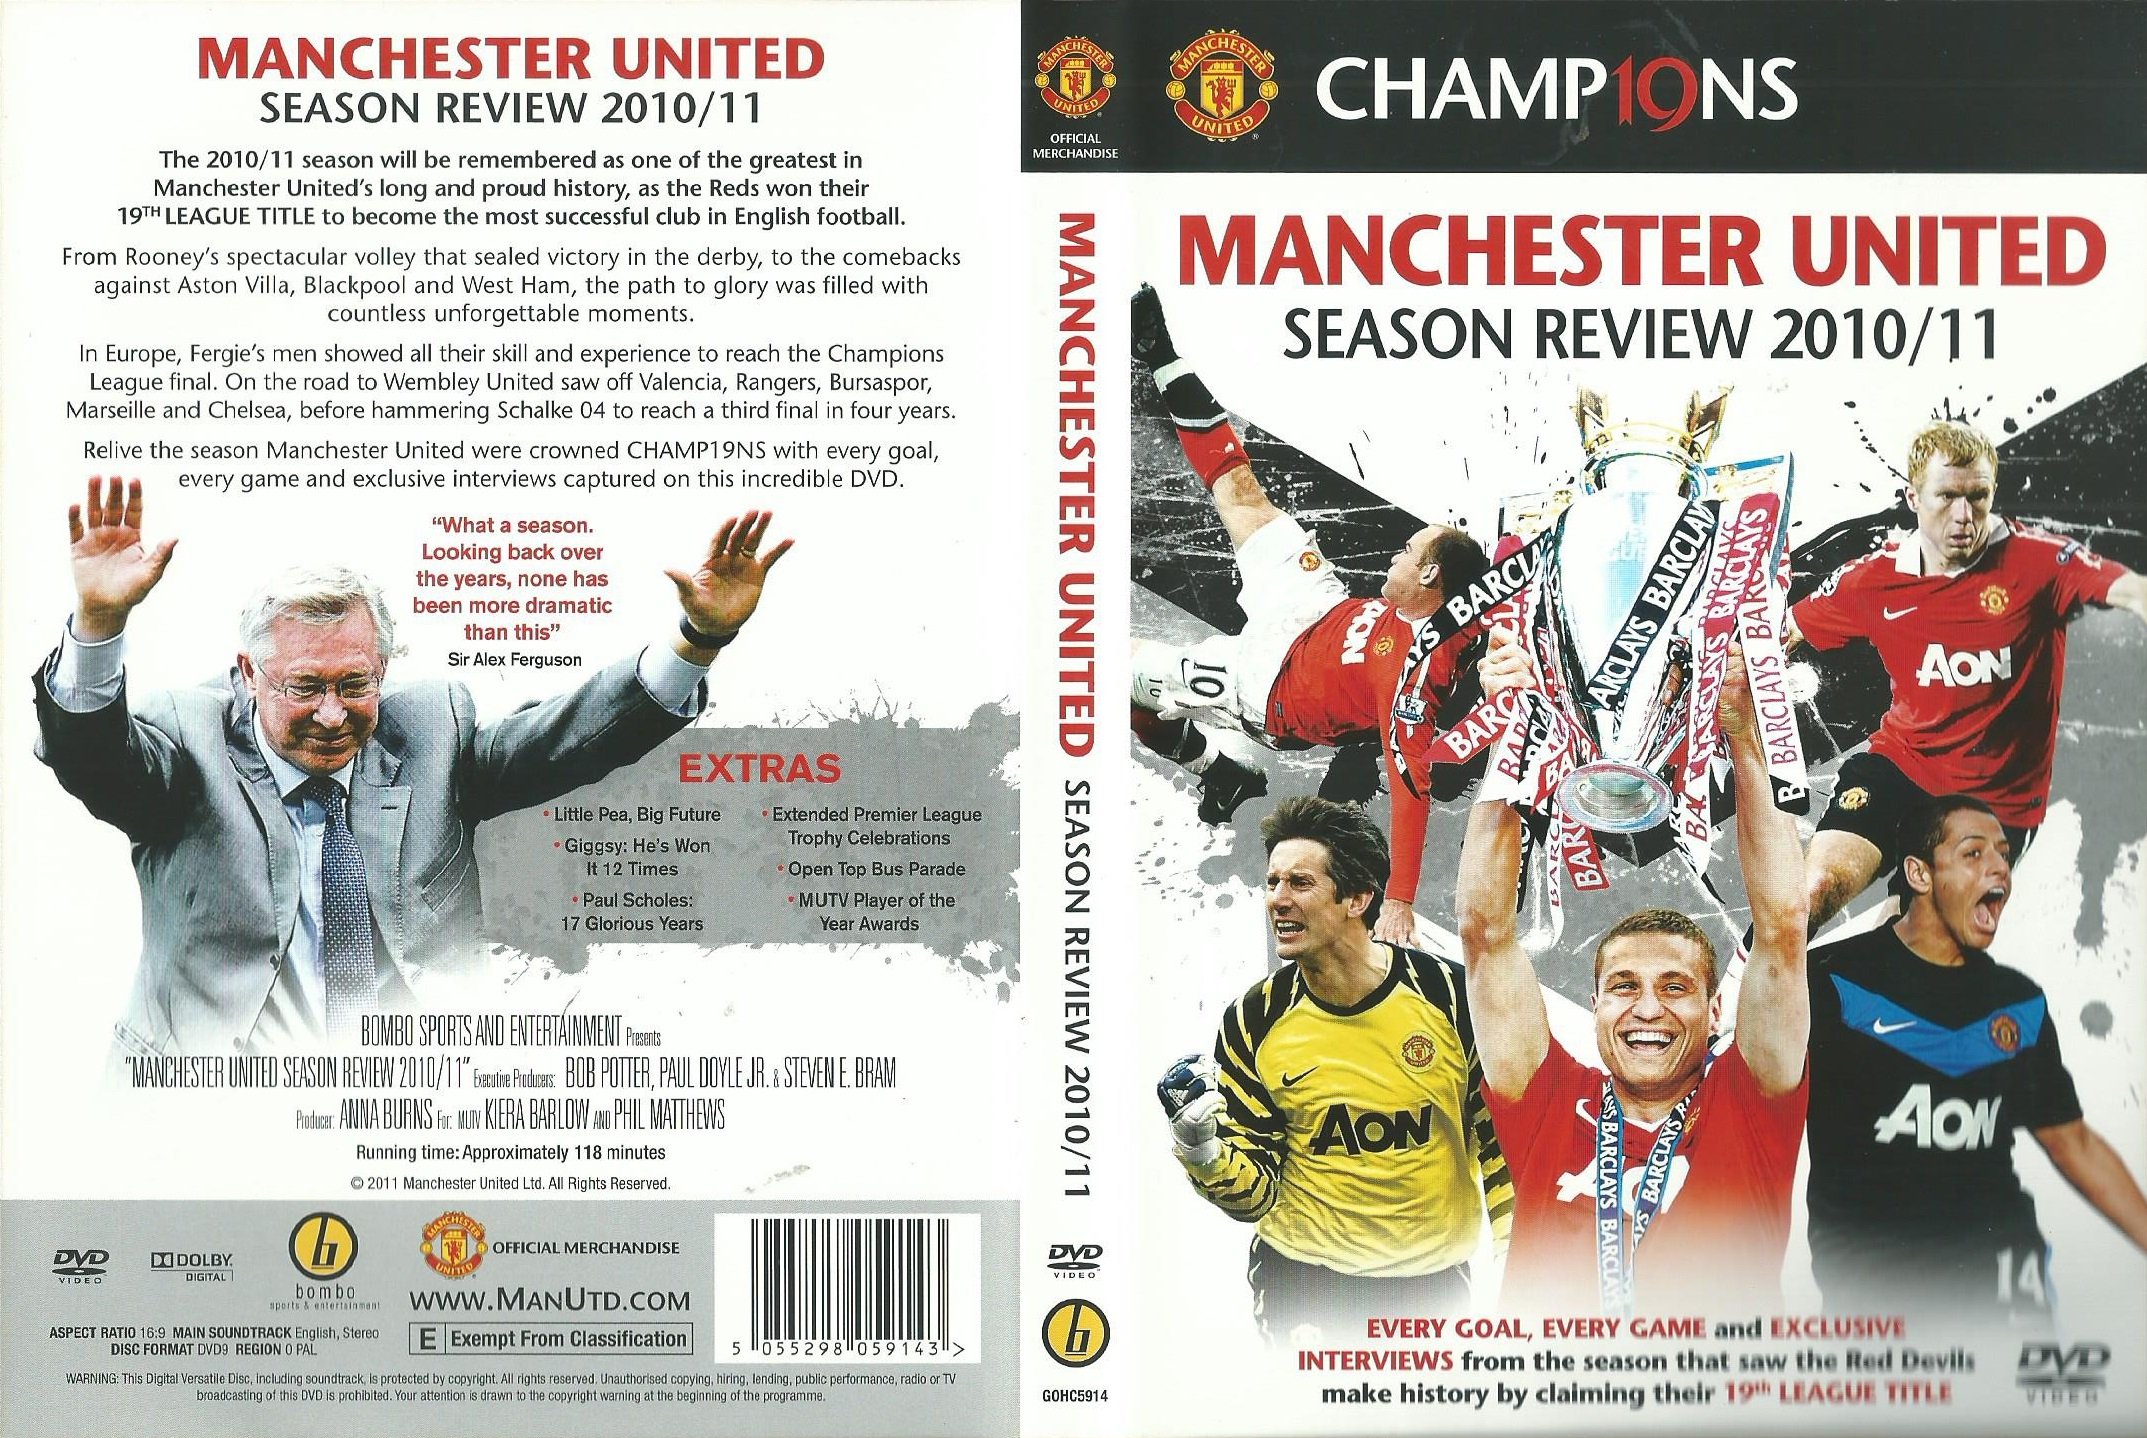 MANCHESTER UNITED
SEASON REVIEW 2010/11
The 2010/11 season will be remembered as one of the greatest in
Manchester United's long and proud history, as the Reds won their
19TH LEAGUE TITLE to become the most successful club in English football.
From Rooney's spectacular volley that sealed victory in the derby, to the comebacks
against Aston Villa, Blackpool and West Ham, the path to glory was filled with
countless unforgettable moments.
In Europe, Fergie's men showed all their skill and experience to reach the Champions
League final. On the road to Wembley United saw off Valencia, Rangers, Bursaspor,
Marseille and Chelsea, before hammering Schalke 04 to reach a third final in four years.
Relive the season Manchester United were crowned CHAMP19NS with every goal,
every game and exclusive interviews captured on this incredible DVD.
“What a season.
Looking back over
the years, none has
been more dramatic
than this”
Sir Alex Ferguson
EXTRAS
• Little Pea, Big Future
• Giggsy: He's Won
It 12 Times
• Paul Scholes:
17 Glorious Years
• Extended Premier League
Trophy Celebrations
• Open Top Bus Parade
• MUTV Player of the
Year Awards
BOMBO SPORTS AND ENTERTAINMENT Presents
"MANCHESTER UNITED SEASON REVIEW 2010/11" Executive Producers: BOB POTTER, PAUL DOYLE JR. & STEVEN E. BRAM
Producer: ANNA BURNS For: MUTV KIERA BARLOW AND PHIL MATTHEWS
Running time: Approximately 118 minutes
© 2011 Manchester United Ltd. All Rights Reserved.
DVD
VIDEO
DOLBY
DIGITAL
b
bombo
sports & entertainment
MANCHESTER
UNITED
OFFICIAL MERCHANDISE
WWW.MANUTD.COM
E Exempt From Classification
5 055298 059143 >
ASPECT RATIO 16:9 MAIN SOUNDTRACK English, Stereo
DISC FORMAT DVD9 REGION 0 PAL
WARNING: This Digital Versatile Disc, including soundtrack, is protected by copyright. All rights reserved. Unauthorised copying, hiring, lending, public performance, radio or TV
broadcasting of this DVD is prohibited. Your attention is drawn to the copyright warning at the beginning of the programme.
MANCHESTER
UNITED
OFFICIAL
MERCHANDISE
MANCHESTER UNITED SEASON REVIEW 2010/11
DVD
VIDEO
b
GOHC5914
MANCHESTER
UNITED
CHAMP19NS
MANCHESTER UNITED
SEASON REVIEW 2010/11
BARCLAYS BARCLAYS
BARCLAYS
BARCLAYS
AON
10
10
AON
AON
AON
BARCLAYS
BARCLAYS
14
EVERY GOAL, EVERY GAME and EXCLUSIVE
INTERVIEWS from the season that saw the Red Devils
make history by claiming their 19th LEAGUE TITLE
DVD
VIDEO